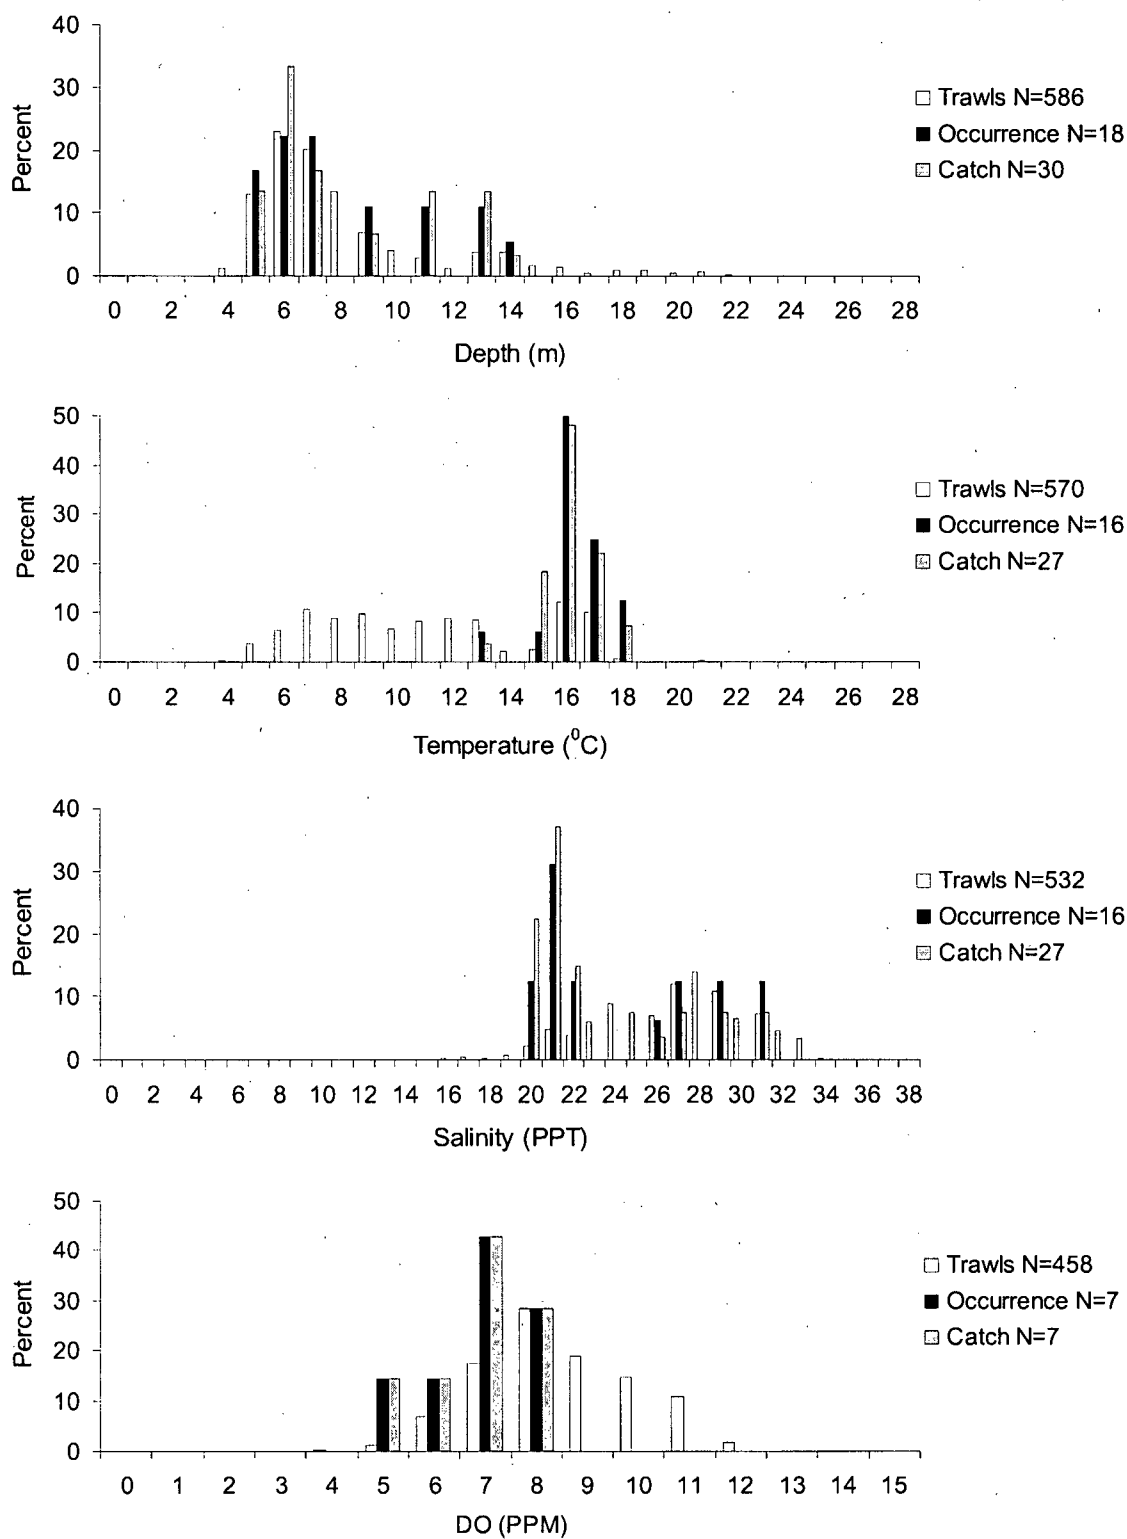 40
30
20
10
0
Percent
0 2 4 6 8 10 12 14 16 18 20 22 26 28
Depth (m)
Trawls N=586
Occurrence N=18
Catch N=30
50
40
30
20
10
0
Percent
0 2 4 6 8 10 12 14 16 18 20 22 26 28
Temperature (⁰C)
Trawls N=570
Occurrence N=16
Catch N=27
40
30
20
10
0
Percent
0 2 4 6 8 10 12 14 16 18 20 22 24 26 28 30 32 34 36 38
Salinity (PPT)
Trawls N=532
Occurrence N=16
Catch N=27
50
40
30
20
10
0
Percent
0 1 2 3 4 5 6 7 8 9 10 11 12 13 14 15
DO (PPM)
Trawls N=458
Occurrence N=7
Catch N=7